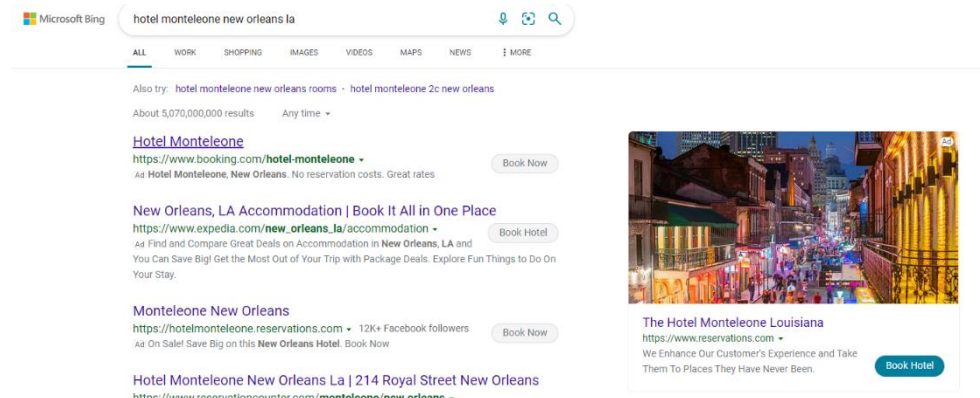 Microsoft Bing
hotel monteleone new orleans la
ALL WORK SHOPPING IMAGES VIDEOS MAPS NEWS MORE
Also try: hotel monteleone new orleans rooms · hotel monteleone 2c new orleans
About 5,070,000,000 results Any time
Hotel Monteleone
https://www.booking.com/hotel-monteleone
Book Now
Ad Hotel Monteleone, New Orleans. No reservation costs. Great rates
New Orleans, LA Accommodation | Book It All in One Place
https://www.expedia.com/new_orleans_la/accommodation
Book Hotel
Ad Find and Compare Great Deals on Accommodation in New Orleans, LA and
You Can Save Big! Get the Most Out of Your Trip with Package Deals. Explore Fun Things to Do On
Your Stay.
Monteleone New Orleans
https://hotelmonteleone.reservations.com 12K+ Facebook followers
Book Now
Ad On Sale! Save Big on this New Orleans Hotel. Book Now
Hotel Monteleone New Orleans La | 214 Royal Street New Orleans
https://www.reservationcounter.com/monteleone/new-orleans
Ad
The Hotel Monteleone Louisiana
https://www.reservations.com
We Enhance Our Customer's Experience and Take
Them To Places They Have Never Been.
Book Hotel